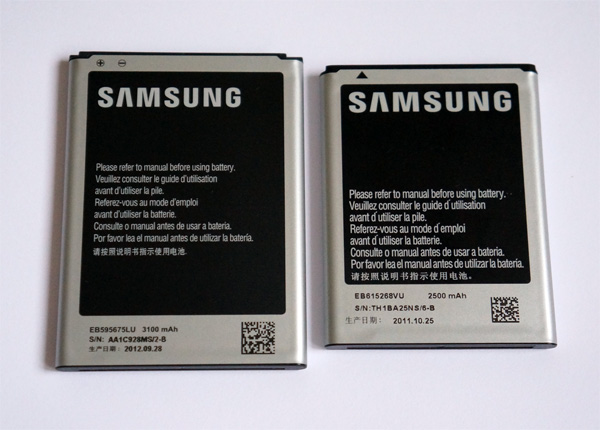 SAMSUNG
Please refer to manual before using battery.
Veuillez consulter le guide d'utilisation
avant d'utiliser la pile.
Referez-vous au mode d'emploi
avant d'utiliser la batterie.
Consulte o manual antes de usar a bateria.
Por favor lea el manual antes de utilizar la batería.
请按照说明书指示使用电池.
EB595675LU 3100 mAh
S/N: AA1C928MS/2-B
生产日期: 2012.09.28
SAMSUNG
Please refer to manual before using battery.
Veuillez consulter le guide d'utilisation
avant d'utiliser la pile.
Referez-vous au mode d'emploi
avant d'utiliser la batterie.
Consulte o manual antes de usar a bateria.
Por favor lea el manual antes de utilizar la batería.
请按照说明书指示使用电池.
EB615268VU 2500 mAh
S/N:TH1BA25NS/6-B
生产日期: 2011.10.25